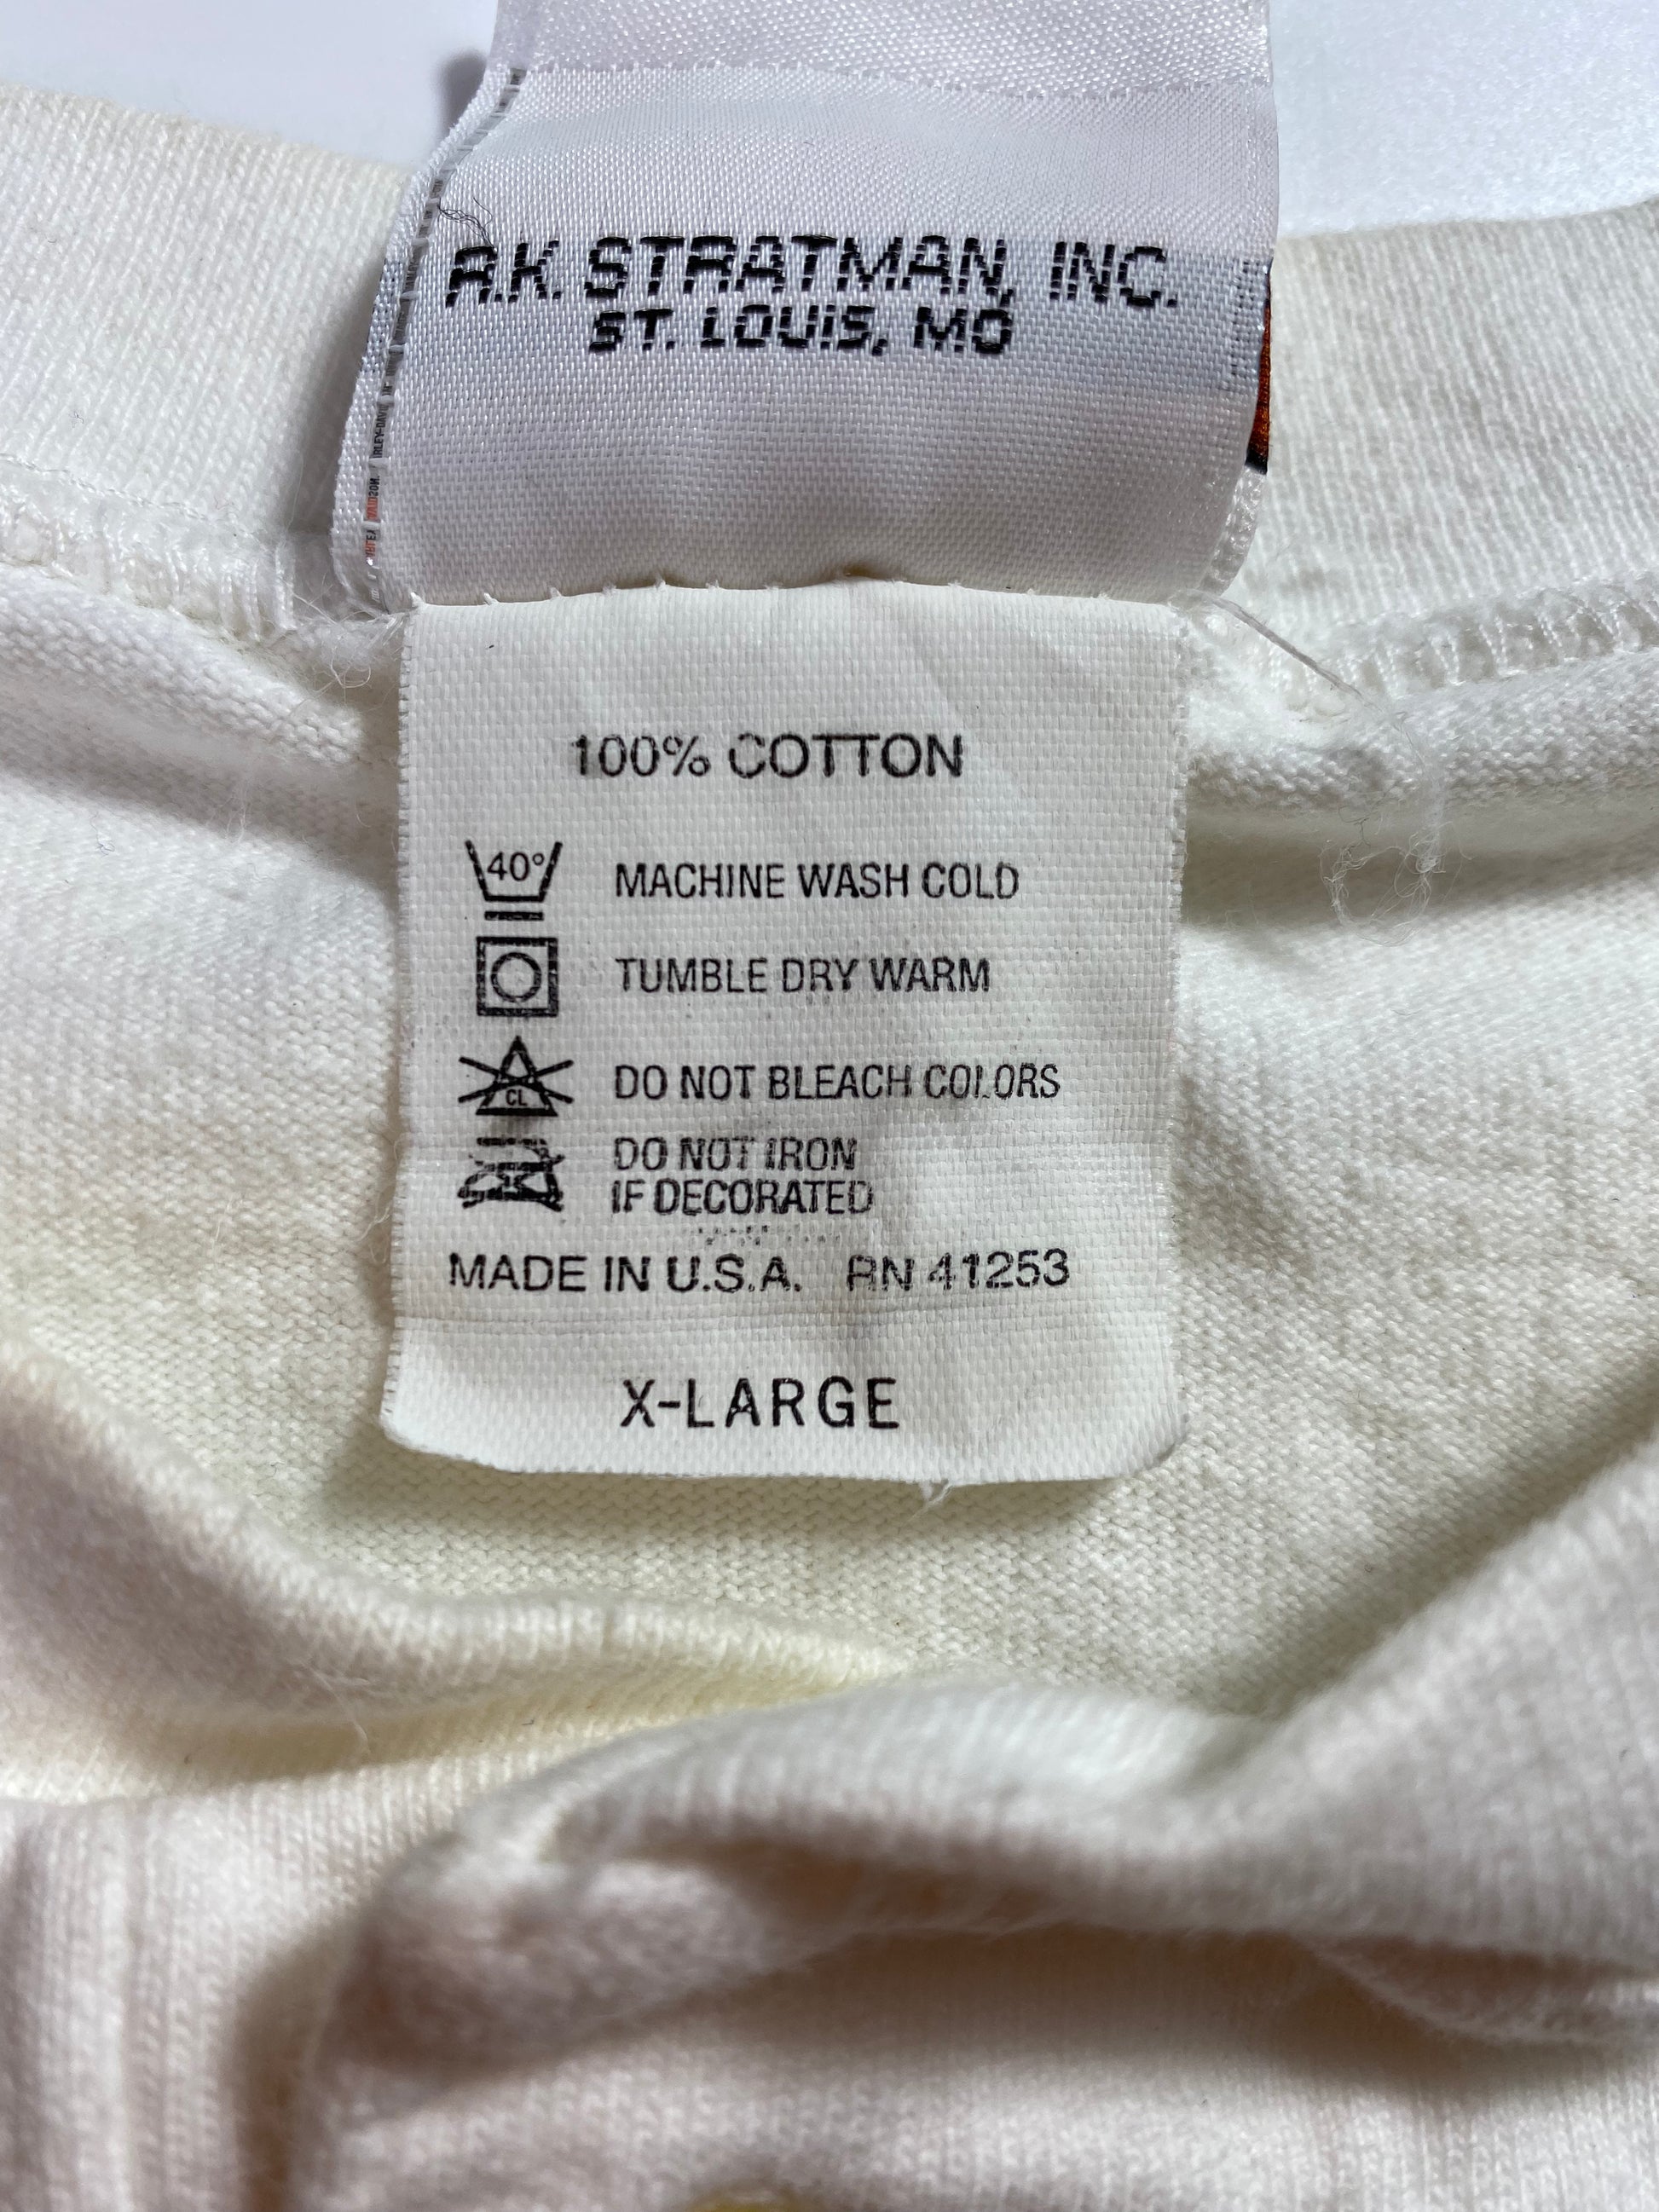 R.K. STRATMAN, INC.
ST. LOUIS, MO
100% COTTON
40°
MACHINE WASH COLD
TUMBLE DRY WARM
CL
DO NOT BLEACH COLORS
DO NOT IRON
IF DECORATED
MADE IN U.S.A. RN 41253
X-LARGE